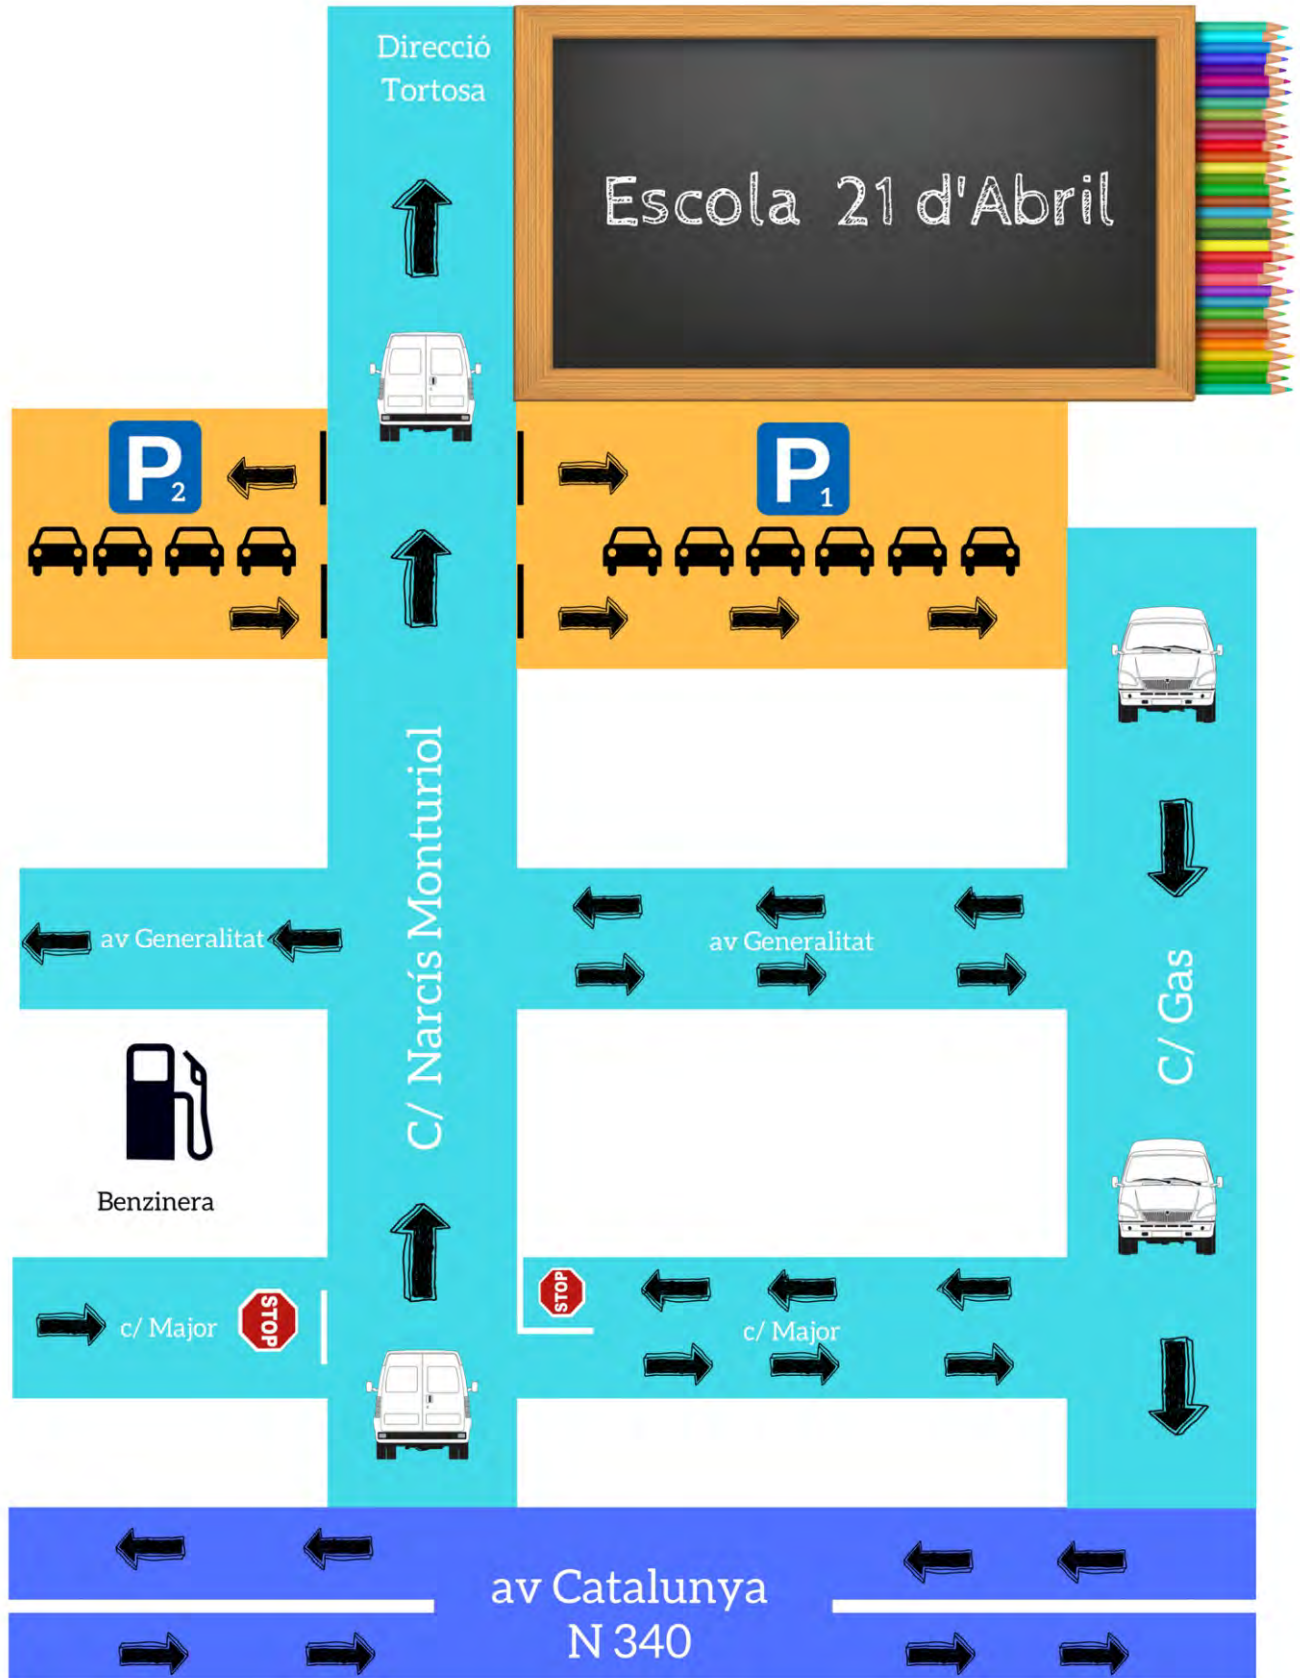 Direcció
Tortosa
Escola 21 d'Abril
P2
P1
C/ Narcís Monturiol
av Generalitat
av Generalitat
C/ Gas
Benzinera
c/ Major
STOP
STOP
c/ Major
av Catalunya
N 340